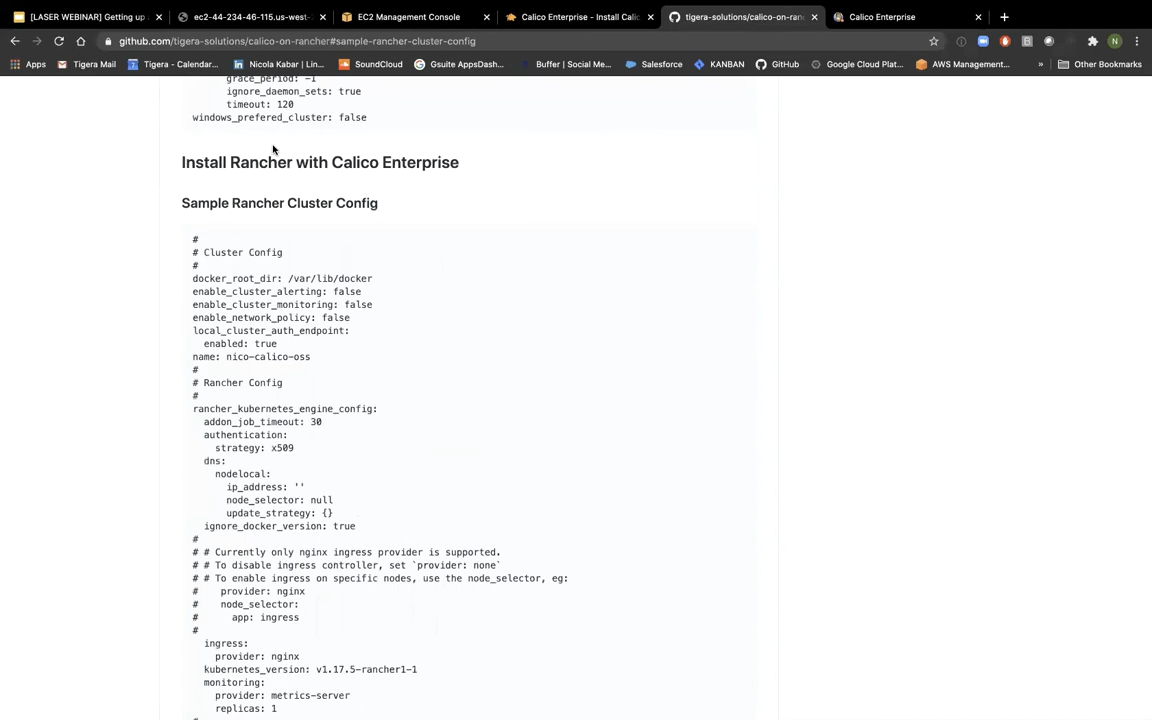 [LASER WEBINAR] Getting up a
ec2-44-234-46-115.us-west-2
EC2 Management Console
Calico Enterprise - Install Calic
tigera-solutions/calico-on-ranc
Calico Enterprise
github.com/tigera-solutions/calico-on-rancher#sample-rancher-cluster-config
Apps
Tigera Mail
Tigera - Calendar...
Nicola Kabar | Lin...
SoundCloud
Gsuite AppsDash...
Buffer | Social Me...
Salesforce
KANBAN
GitHub
Google Cloud Plat...
AWS Management...
»
Other Bookmarks
grace_period: -1
ignore_daemon_sets: true
timeout: 120
windows_prefered_cluster: false
Install Rancher with Calico Enterprise
Sample Rancher Cluster Config
#
# Cluster Config
#
docker_root_dir: /var/lib/docker
enable_cluster_alerting: false
enable_cluster_monitoring: false
enable_network_policy: false
local_cluster_auth_endpoint:
enabled: true
name: nico-calico-oss
#
# Rancher Config
#
rancher_kubernetes_engine_config:
addon_job_timeout: 30
authentication:
strategy: x509
dns:
nodelocal:
ip_address: ''
node_selector: null
update_strategy: {}
ignore_docker_version: true
#
# # Currently only nginx ingress provider is supported.
# # To disable ingress controller, set `provider: none`
# # To enable ingress on specific nodes, use the node_selector, eg:
# provider: nginx
# node_selector:
# app: ingress
#
ingress:
provider: nginx
kubernetes_version: v1.17.5-rancher1-1
monitoring:
provider: metrics-server
replicas: 1